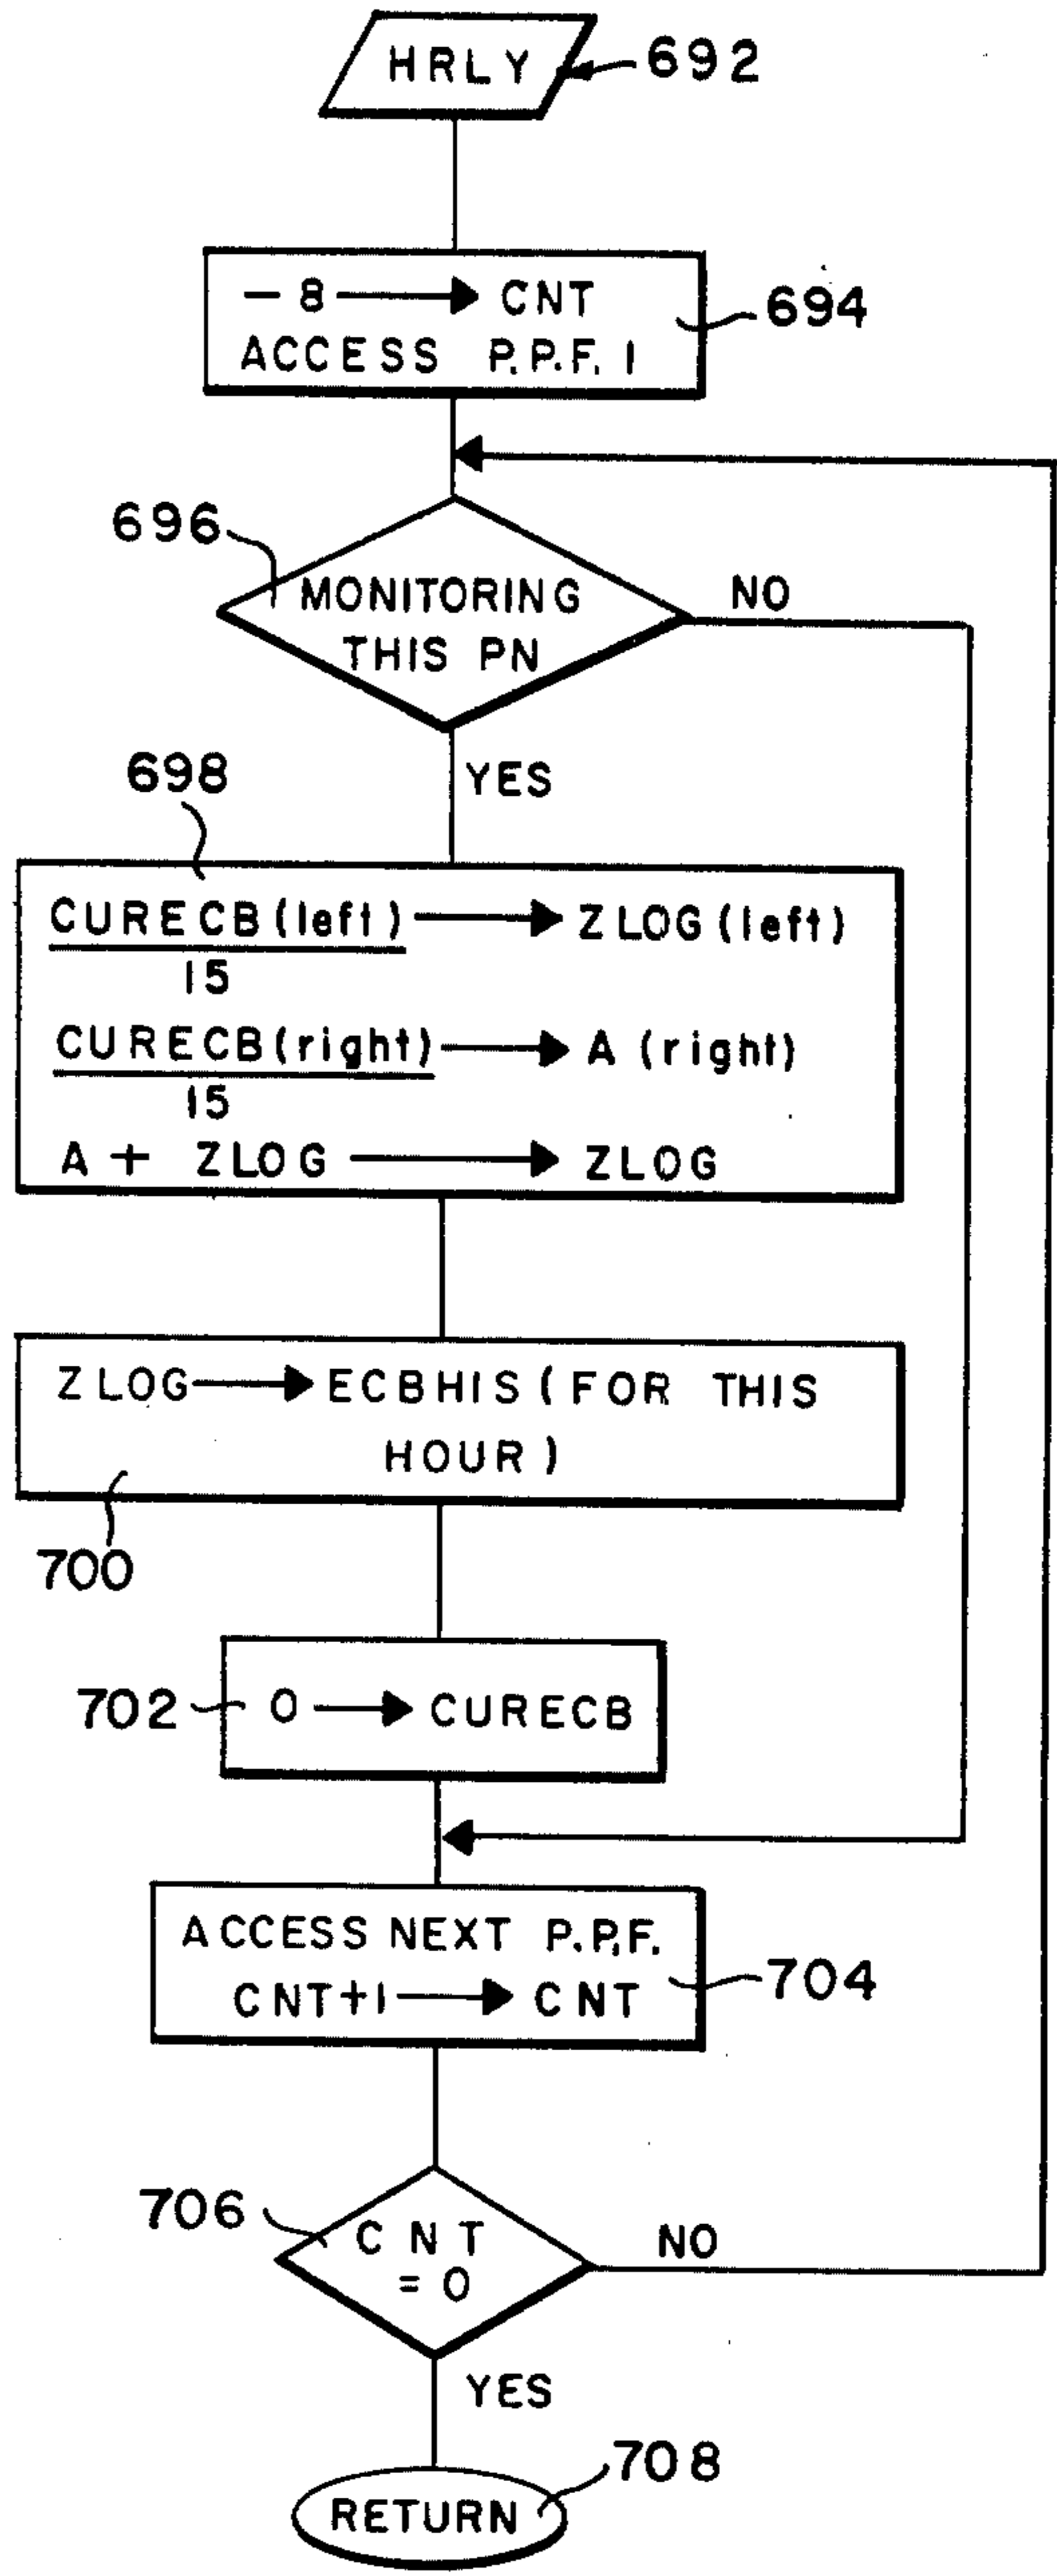 HRLY
692
- 8 → CNT
694
ACCESS P.P.F. 1
696
MONITORING
NO
THIS PN
YES
698
CURECB (left) → ZLOG (left)
15
CURECB (right) → A (right)
15
A + ZLOG → ZLOG
ZLOG → ECBHIS (FOR THIS
HOUR)
700
702
0 → CURECB
ACCESS NEXT P.P.F.
CNT+1 → CNT
704
706
CNT
NO
= 0
YES
708
RETURN